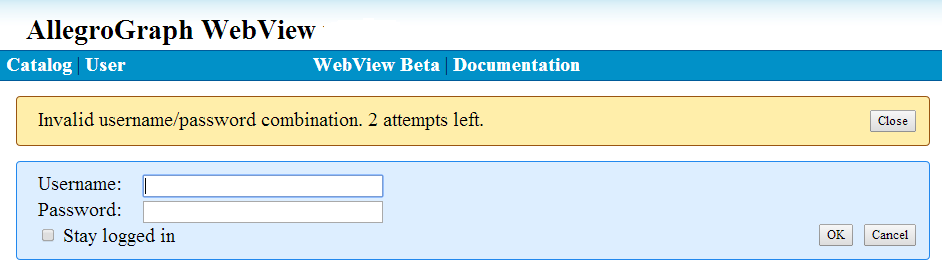 AllegroGraph WebView
Catalog | User WebView Beta | Documentation
Invalid username/password combination. 2 attempts left. Close
Username:
Password:
Stay logged in OK Cancel